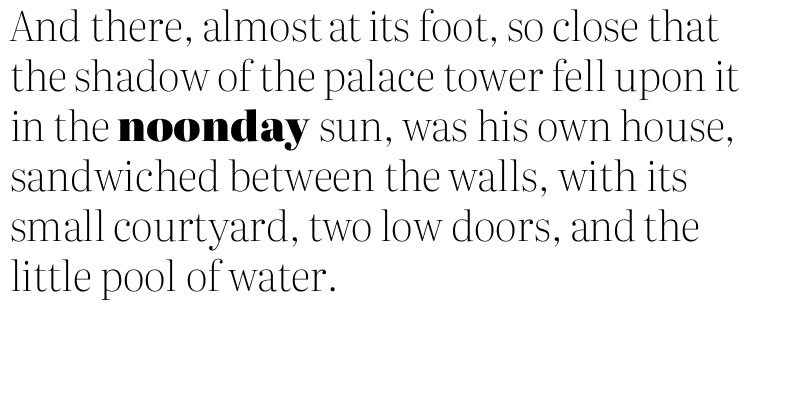 And there, almost at its foot, so close that
the shadow of the palace tower fell upon it
in the noonday sun, was his own house,
sandwiched between the walls, with its
small courtyard, two low doors, and the
little pool of water.